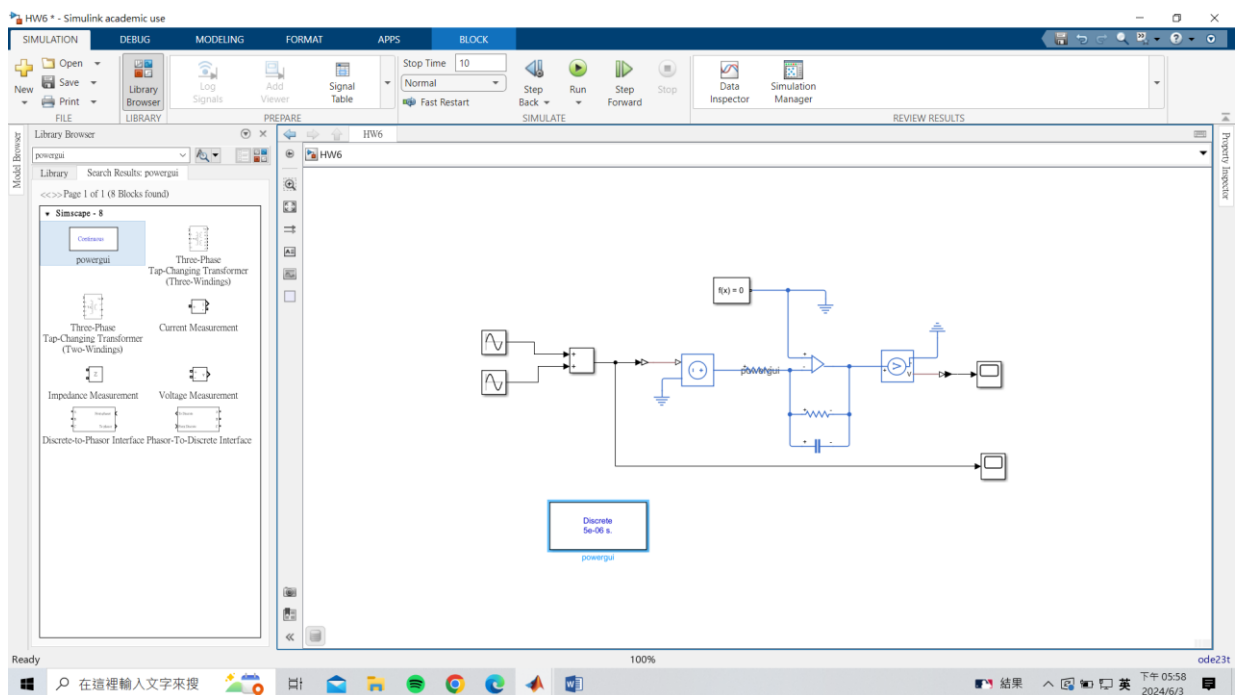 HW6 * - Simulink academic use
SIMULATION DEBUG MODELING FORMAT APPS BLOCK
New
Open
Save
Print
FILE
Library
Browser
LIBRARY
Log
Signals
Add
Viewer
Signal
Table
PREPARE
Stop Time 10
Normal
Fast Restart
Step
Back
Run
Step
Forward
Stop
SIMULATE
Data
Inspector
Simulation
Manager
REVIEW RESULTS
Model Browser
Library Browser
powergui
Library Search Results: powergui
<<>> Page 1 of 1 (8 Blocks found)
Simscape - 8
Continuous
powergui
Three-Phase
Tap-Changing Transformer
(Three-Windings)
Three-Phase
Tap-Changing Transformer
(Two-Windings)
Current Measurement
Impedance Measurement
Voltage Measurement
Discrete-to-Phasor Interface
Phasor-To-Discrete Interface
HW6
HW6
f(x) = 0
powergui
V
V
Discrete
5e-06 s.
powergui
Property Inspector
Ready
100%
ode23t
在這裡輸入文字來搜
結果
英
下午 05:58
2024/6/3